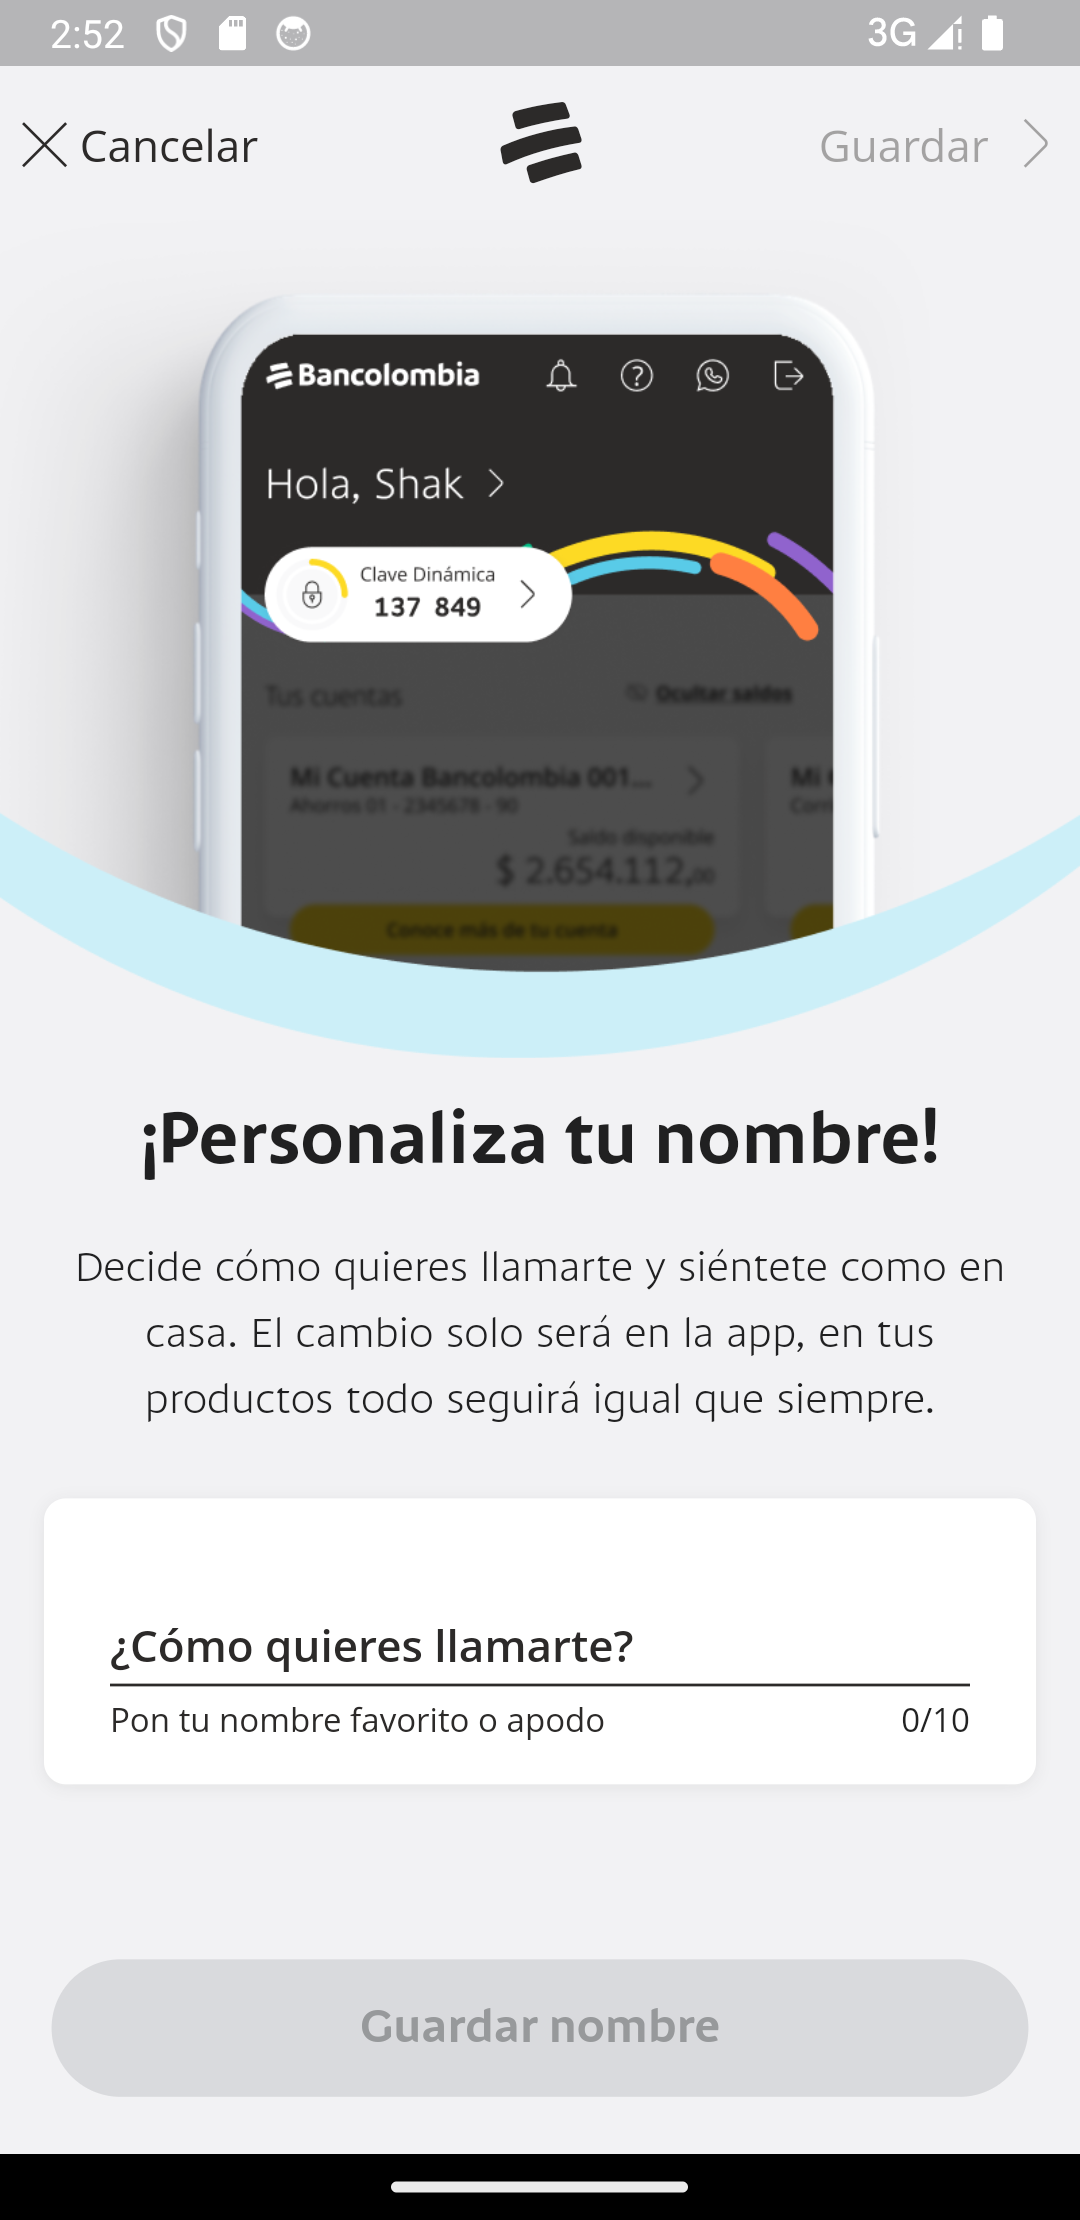 2:52
3G
Cancelar
Guardar
Bancolombia
Hola, Shak
Clave Dinámica
137 849
Tus cuentas
Ocultar saldos
Mi Cuenta Bancolombia 001...
Mi
Ahorros 01 - 2345678 - 90
Saldo disponible
$ 2.654.112,00
Conoce más de tu cuenta
¡Personaliza tu nombre!
Decide cómo quieres llamarte y siéntete como en
casa. El cambio solo será en la app, en tus
productos todo seguirá igual que siempre.
¿Cómo quieres llamarte?
Pon tu nombre favorito o apodo
0/10
Guardar nombre